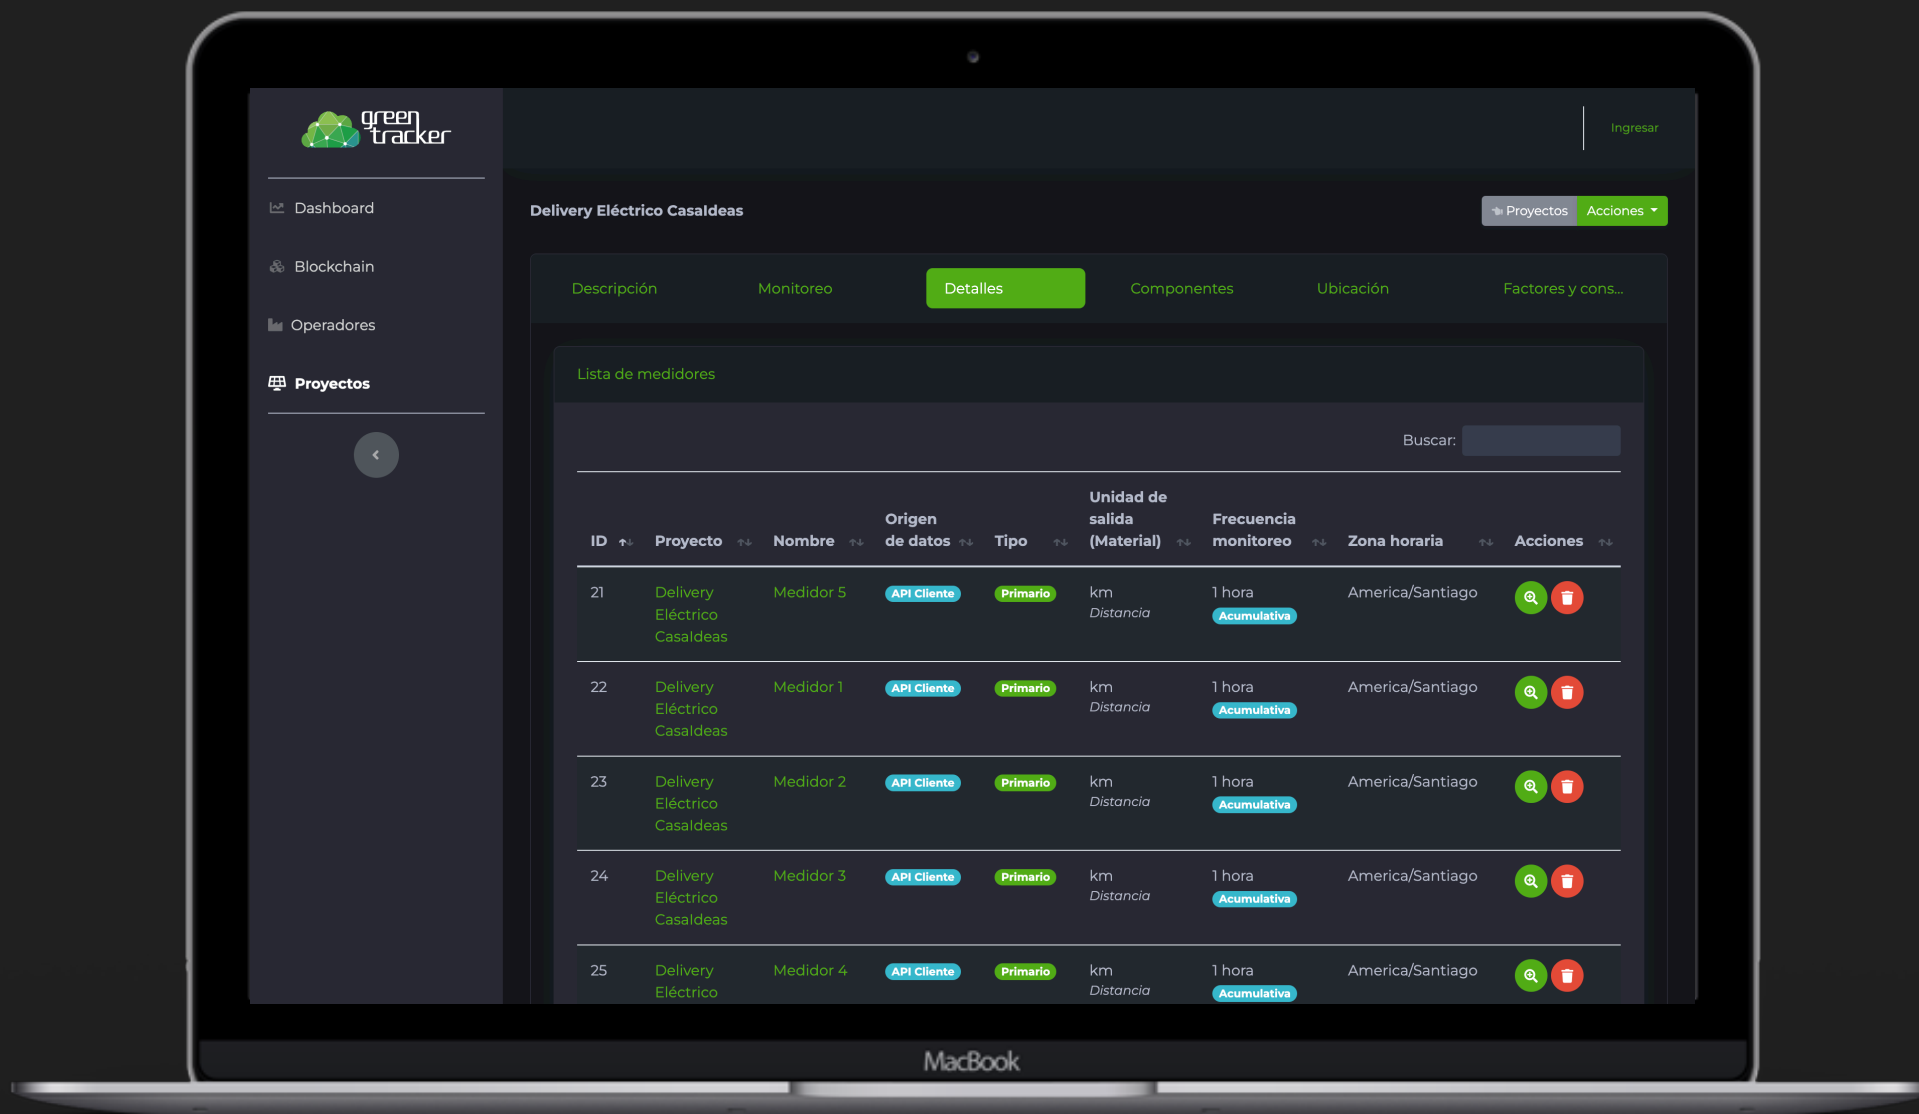 green
tracker
Ingresar
Dashboard
Blockchain
Operadores
Proyectos
Delivery Eléctrico CasaIdeas
Proyectos
Acciones
Descripción
Monitoreo
Detalles
Componentes
Ubicación
Factores y cons...
Lista de medidores
Buscar:
ID
Proyecto
Nombre
Origen
de datos
Tipo
Unidad de
salida
(Material)
Frecuencia
monitoreo
Zona horaria
Acciones
21
Delivery
Eléctrico
CasaIdeas
Medidor 5
API Cliente
Primario
km
Distancia
1 hora
Acumulativa
America/Santiago
22
Delivery
Eléctrico
CasaIdeas
Medidor 1
API Cliente
Primario
km
Distancia
1 hora
Acumulativa
America/Santiago
23
Delivery
Eléctrico
CasaIdeas
Medidor 2
API Cliente
Primario
km
Distancia
1 hora
Acumulativa
America/Santiago
24
Delivery
Eléctrico
CasaIdeas
Medidor 3
API Cliente
Primario
km
Distancia
1 hora
Acumulativa
America/Santiago
25
Delivery
Eléctrico
Medidor 4
API Cliente
Primario
km
Distancia
1 hora
Acumulativa
America/Santiago
MacBook